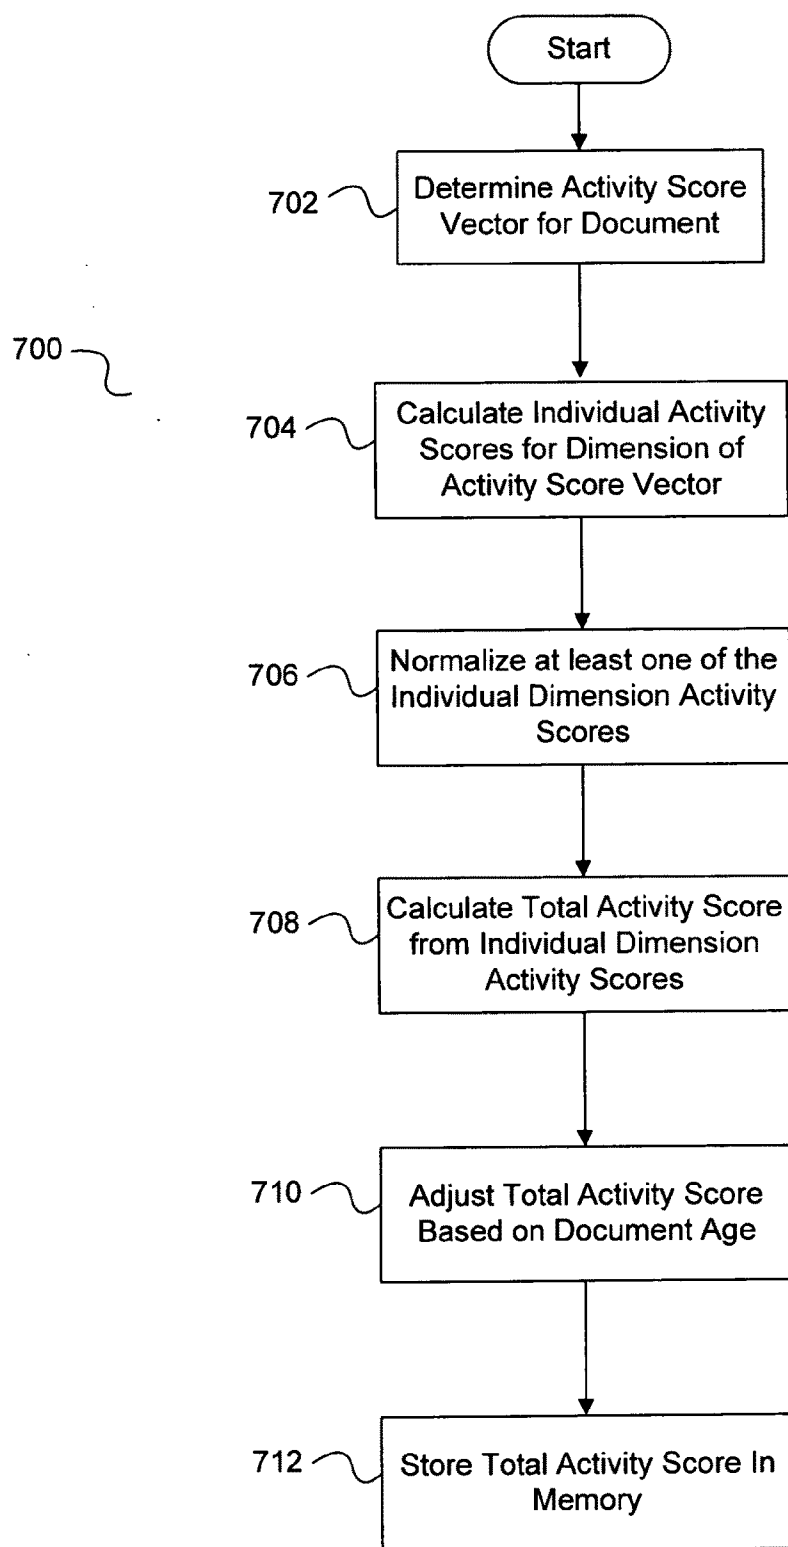 Start
702
Determine Activity Score
Vector for Document
700
704
Calculate Individual Activity
Scores for Dimension of
Activity Score Vector
706
Normalize at least one of the
Individual Dimension Activity
Scores
708
Calculate Total Activity Score
from Individual Dimension
Activity Scores
710
Adjust Total Activity Score
Based on Document Age
712
Store Total Activity Score In
Memory